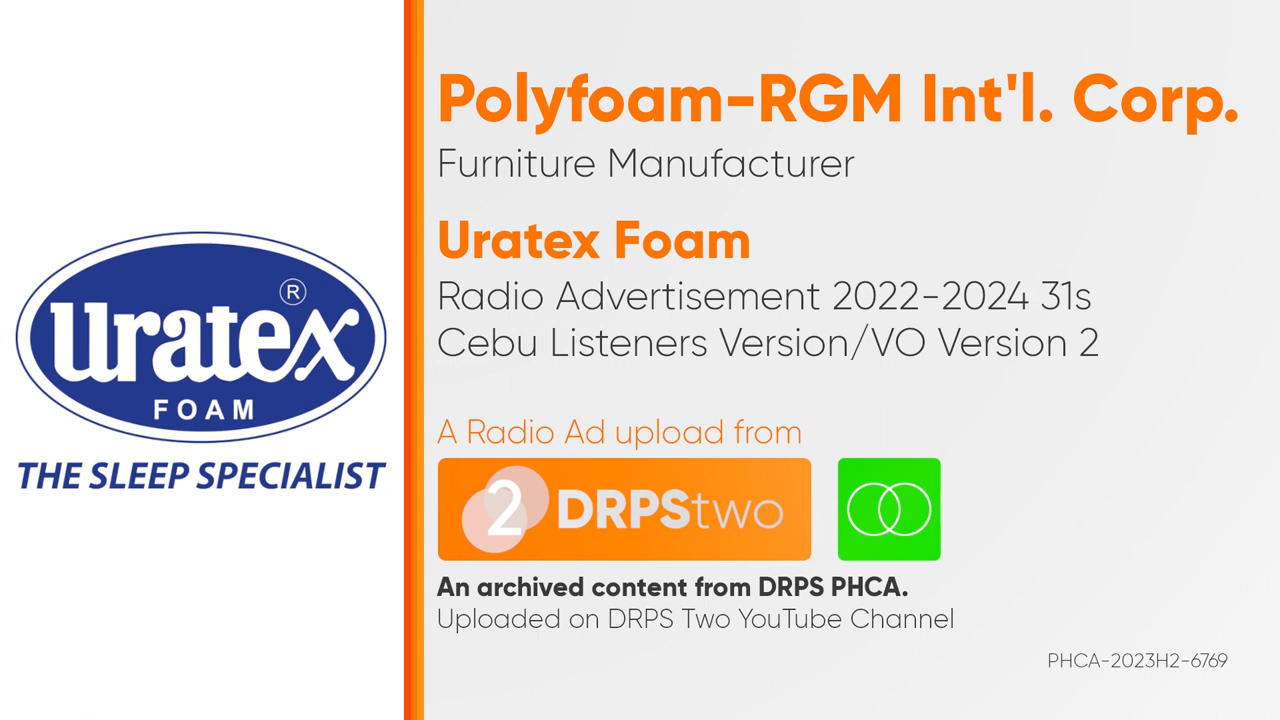 uratex
®
FOAM
THE SLEEP SPECIALIST
Polyfoam-RGM Int'l. Corp.
Furniture Manufacturer
Uratex Foam
Radio Advertisement 2022-2024 31s
Cebu Listeners Version/VO Version 2
A Radio Ad upload from
2 DRPStwo
An archived content from DRPS PHCA.
Uploaded on DRPS Two YouTube Channel
PHCA-2023H2-6769